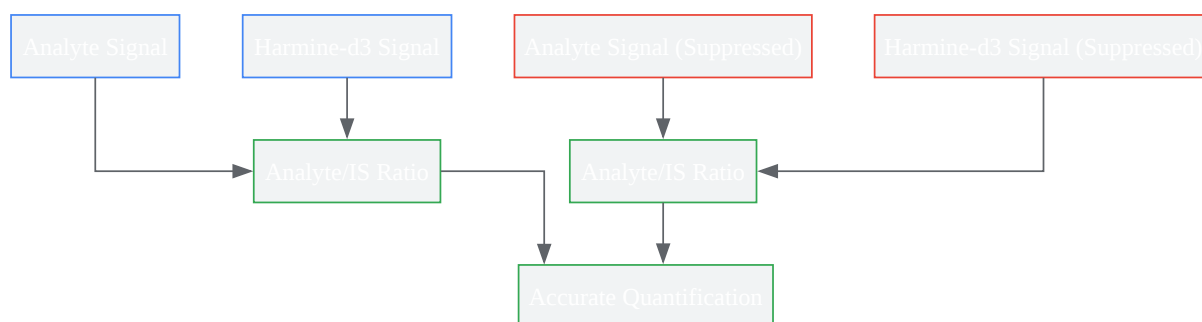 Analyte Signal
Harmine-d3 Signal
Analyte Signal (Suppressed)
Harmine-d3 Signal (Suppressed)
Analyte/IS Ratio
Analyte/IS Ratio
Accurate Quantification